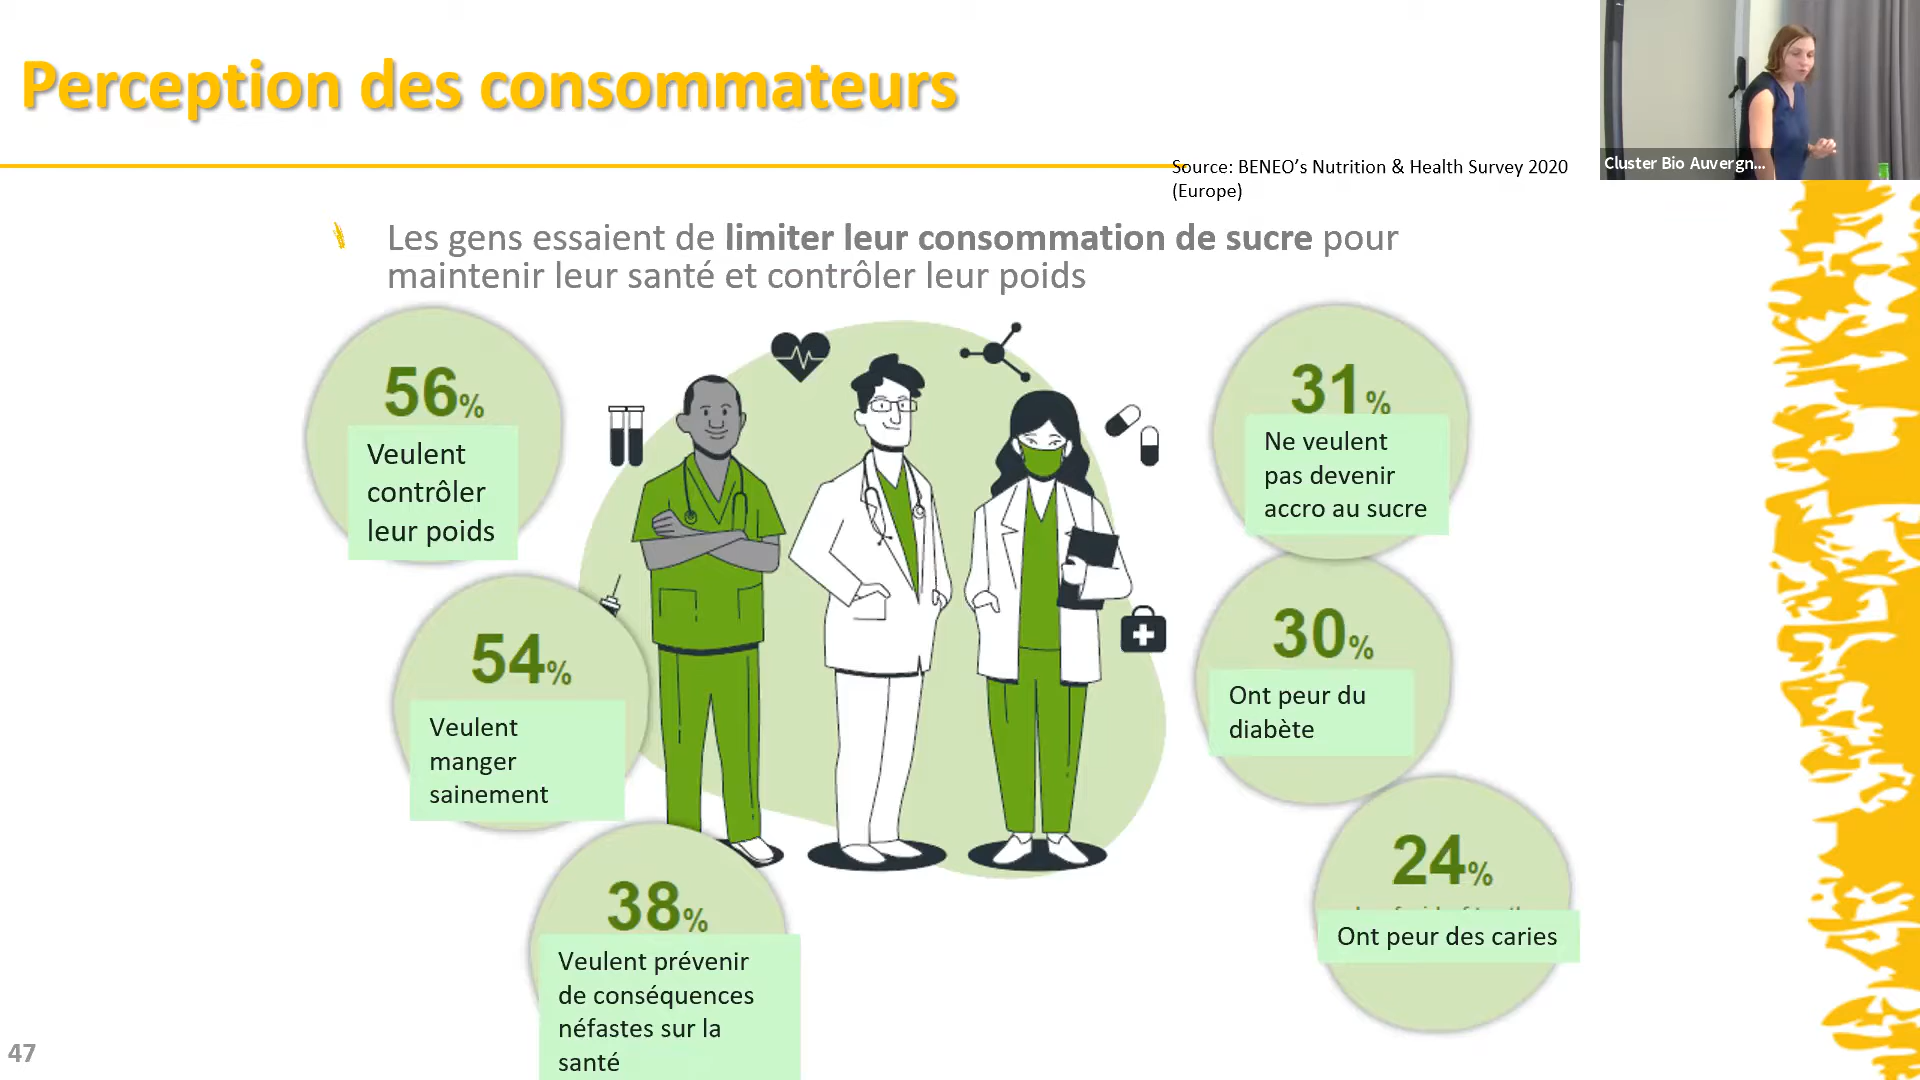 Perception des consommateurs
Cluster Bio Auvergn...
Source: BENEO’s Nutrition & Health Survey 2020
(Europe)
Les gens essaient de limiter leur consommation de sucre pour
maintenir leur santé et contrôler leur poids
56%
Veulent
contrôler
leur poids
54%
Veulent
manger
sainement
38%
Veulent prévenir
de conséquences
néfastes sur la
santé
31%
Ne veulent
pas devenir
accro au sucre
30%
Ont peur du
diabète
24%
Ont peur des caries
47